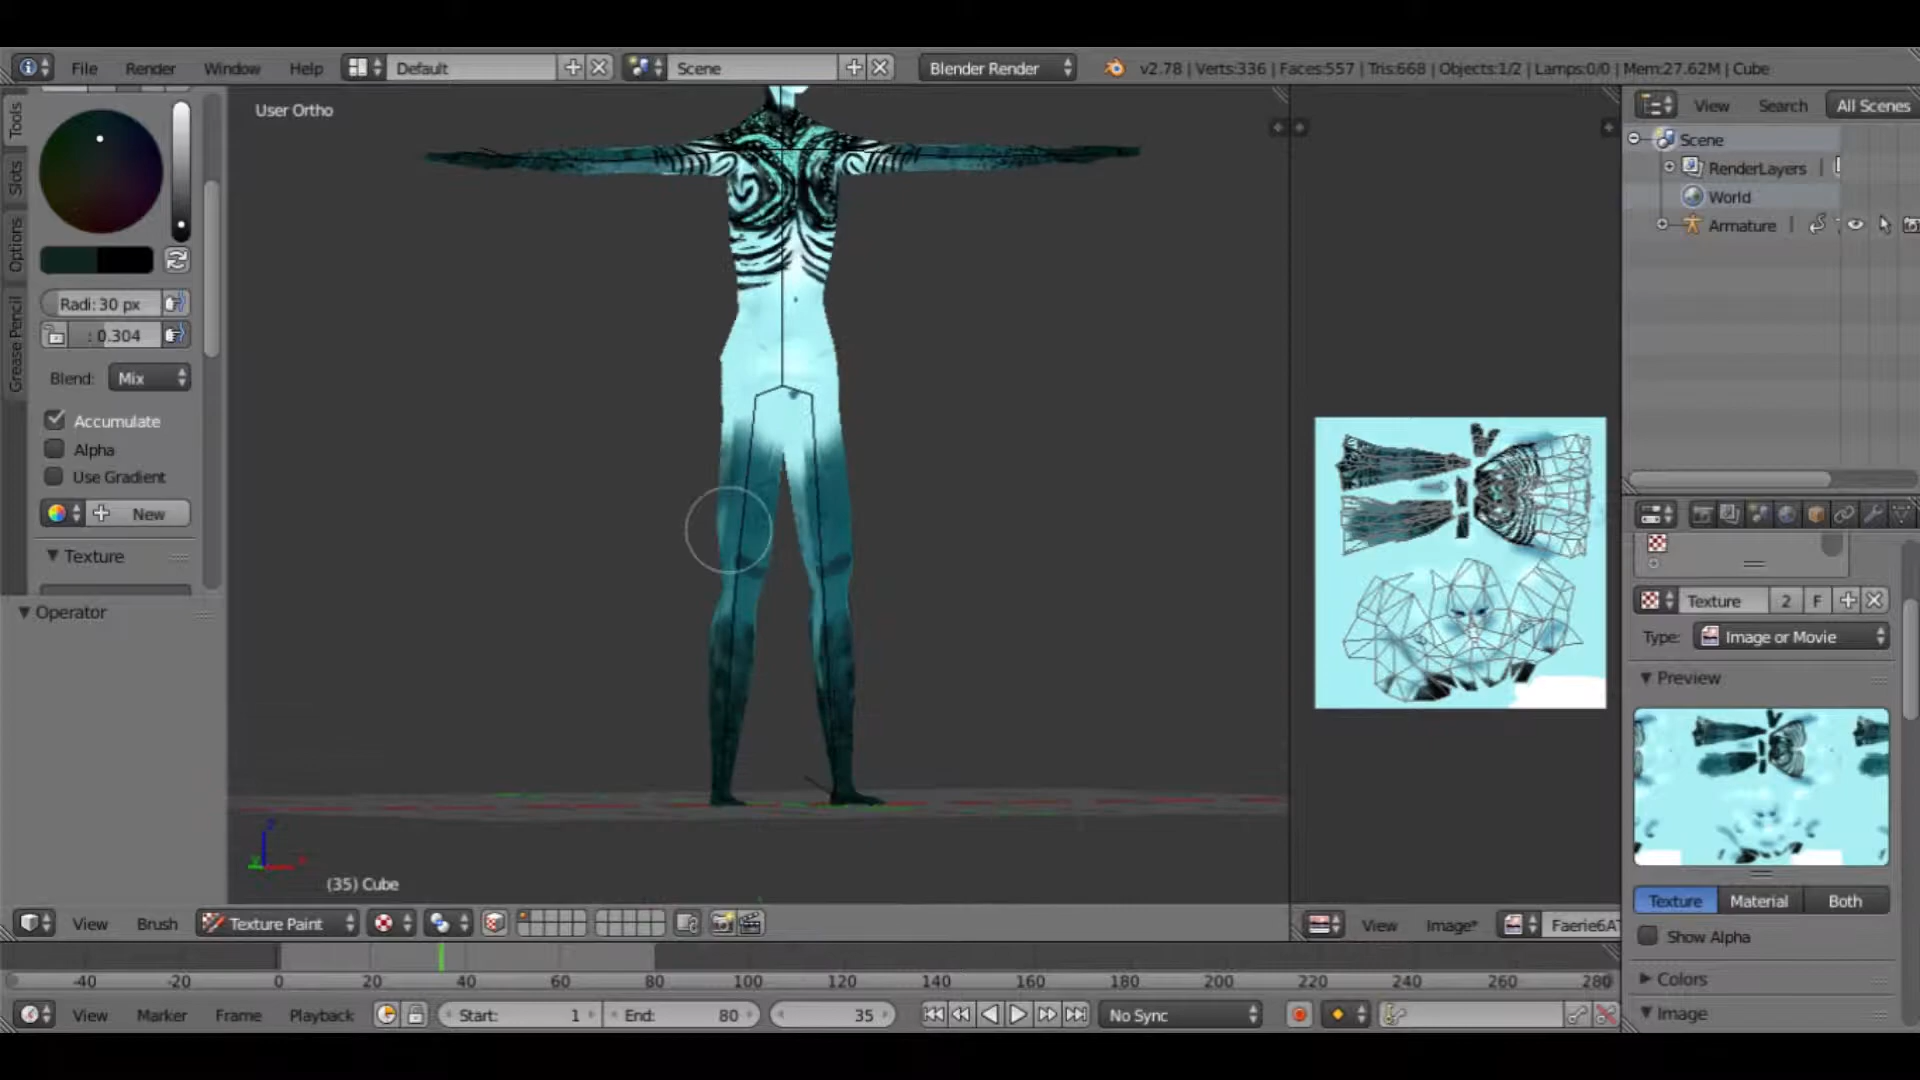 File Render Window Help Default Scene Blender Render v2.78 | Verts:336 | Faces:557 | Tris:668 | Objects:1/2 | Lamps:0/0 | Mem:27.62M | Cube
User Ortho
View Search All Scenes
Scene
RenderLayers
World
Armature
Tools
Slots
Options
Grease Pencil
Radi: 30 px
: 0.304
Blend: Mix
Accumulate
Alpha
Use Gradient
New
Texture
Operator
(35) Cube
View Brush Texture Paint
View Image* Faerie6AT
Texture 2 F
Type: Image or Movie
Preview
Texture Material Both
Show Alpha
Colors
Image
-40 -20 0 20 40 60 80 100 120 140 160 180 200 220 240 260 280
View Marker Frame Playback Start: 1 End: 80 35 No Sync